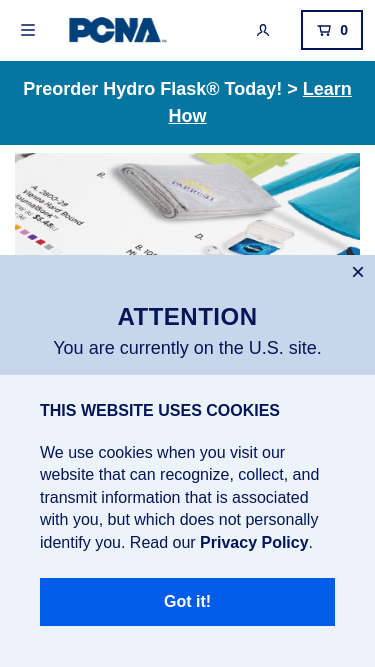 PCNA
0
Preorder Hydro Flask® Today! > Learn
How
B.
A. 2800-28
Vienna Hard Bound
JournalBook™
D.
ATTENTION
You are currently on the U.S. site.
THIS WEBSITE USES COOKIES
We use cookies when you visit our
website that can recognize, collect, and
transmit information that is associated
with you, but which does not personally
identify you. Read our Privacy Policy.
Got it!